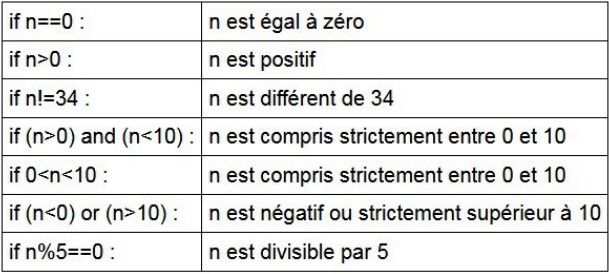 if n==0 : n est égal à zéro
if n>0 : n est positif
if n!=34 : n est différent de 34
if (n>0) and (n<10) : n est compris strictement entre 0 et 10
if 0<n<10 : n est compris strictement entre 0 et 10
if (n<0) or (n>10) : n est négatif ou strictement supérieur à 10
if n%5==0 : n est divisible par 5